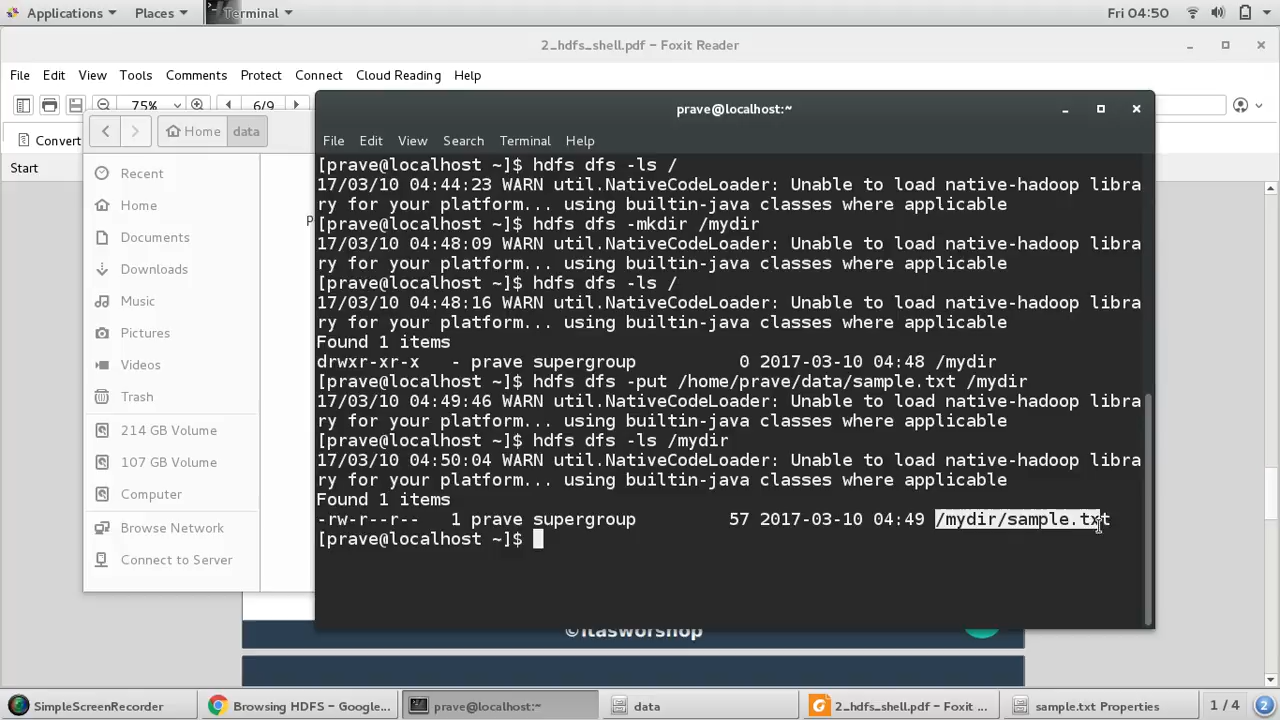 Applications Places Terminal Fri 04:50
2_hdfs_shell.pdf – Foxit Reader
File Edit View Tools Comments Protect Connect Cloud Reading Help
75% 6/9
Convert
Start
Home data
Recent
Home
Documents
Downloads
Music
Pictures
Videos
Trash
214 GB Volume
107 GB Volume
Computer
Browse Network
Connect to Server
P
prave@localhost:~
File Edit View Search Terminal Help
[prave@localhost ~]$ hdfs dfs -ls /
17/03/10 04:44:23 WARN util.NativeCodeLoader: Unable to load native-hadoop libra
ry for your platform... using builtin-java classes where applicable
[prave@localhost ~]$ hdfs dfs -mkdir /mydir
17/03/10 04:48:09 WARN util.NativeCodeLoader: Unable to load native-hadoop libra
ry for your platform... using builtin-java classes where applicable
[prave@localhost ~]$ hdfs dfs -ls /
17/03/10 04:48:16 WARN util.NativeCodeLoader: Unable to load native-hadoop libra
ry for your platform... using builtin-java classes where applicable
Found 1 items
drwxr-xr-x   - prave supergroup          0 2017-03-10 04:48 /mydir
[prave@localhost ~]$ hdfs dfs -put /home/prave/data/sample.txt /mydir
17/03/10 04:49:46 WARN util.NativeCodeLoader: Unable to load native-hadoop libra
ry for your platform... using builtin-java classes where applicable
[prave@localhost ~]$ hdfs dfs -ls /mydir
17/03/10 04:50:04 WARN util.NativeCodeLoader: Unable to load native-hadoop libra
ry for your platform... using builtin-java classes where applicable
Found 1 items
-rw-r--r--   1 prave supergroup         57 2017-03-10 04:49 /mydir/sample.txt
[prave@localhost ~]$
©itasworshop
SimpleScreenRecorder Browsing HDFS – Google... prave@localhost:~ data 2_hdfs_shell.pdf – Foxit ... sample.txt Properties 1 / 4 2